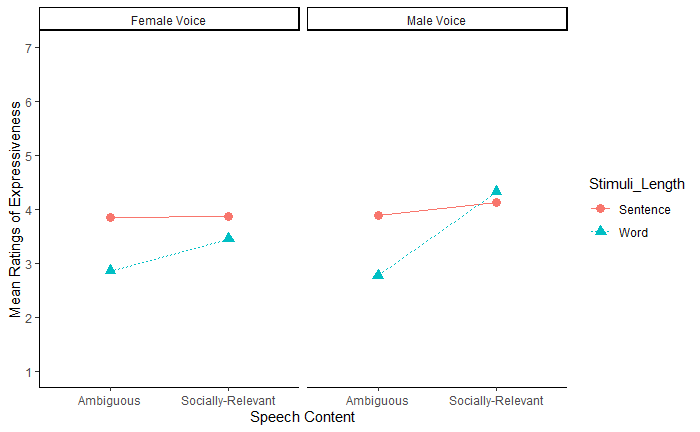 Female Voice
Male Voice
Mean Ratings of Expressiveness
7
6
5
4
3
2
1
Ambiguous
Socially-Relevant
Ambiguous
Socially-Relevant
Speech Content
Stimuli_Length
Sentence
Word